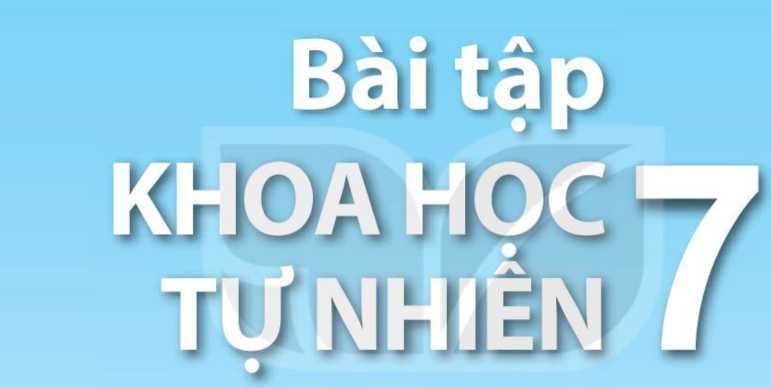 Bài tập
KHOA HỌC 7
TỰ NHIÊN